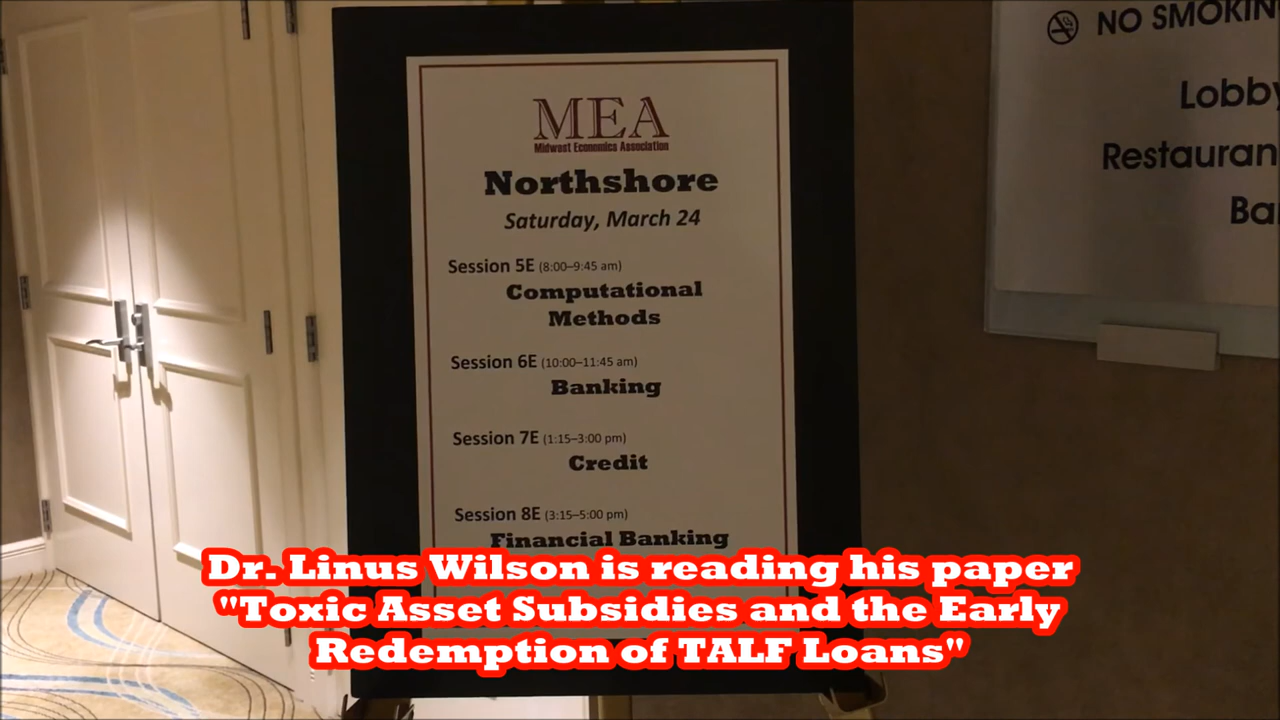 MEA
Midwest Economics Association
Northshore
Saturday, March 24
Session 5E (8:00–9:45 am)
Computational
Methods
Session 6E (10:00–11:45 am)
Banking
Session 7E (1:15–3:00 pm)
Credit
Session 8E (3:15–5:00 pm)
Financial Banking
NO SMOKIN
Lobby
Restauran
Ba
Dr. Linus Wilson is reading his paper
"Toxic Asset Subsidies and the Early
Redemption of TALF Loans"